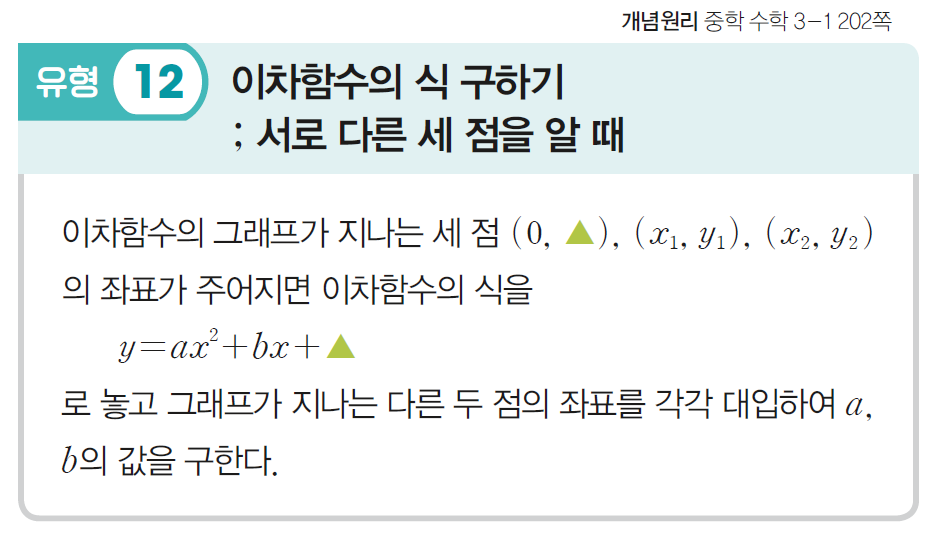 개념원리 중학 수학 3-1 202쪽
유형 12 이차함수의 식 구하기
; 서로 다른 세 점을 알 때
이차함수의 그래프가 지나는 세 점 (0, ▲), (x₁, y₁), (x₂, y₂)
의 좌표가 주어지면 이차함수의 식을
y=ax²+bx+▲
로 놓고 그래프가 지나는 다른 두 점의 좌표를 각각 대입하여 a,
b의 값을 구한다.